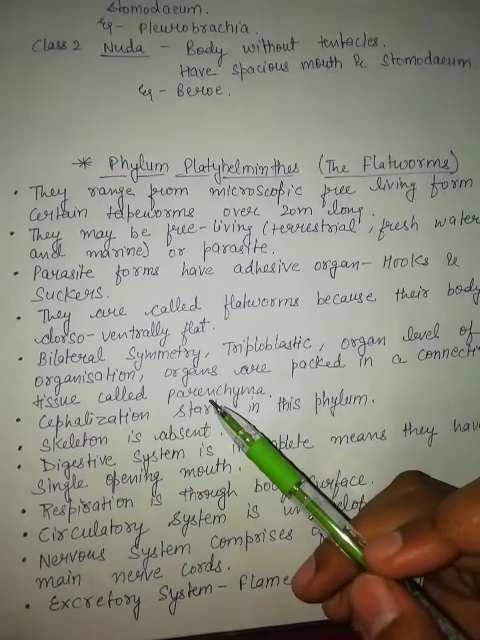 Stomodaeum.
Eg- Pleurobrachia.
Class 2 Nuda - Body without tentacles.
Have spacious mouth & Stomodaeum
Eg- Beroe.
* Phylum Platyhelminthes (The Flatworms)
• They range from microscopic free living form
certain tapeworms over 20m long.
• They may be free-living (terrestrial, fresh water
and marine) or parasite.
• Parasite forms have adhesive organ- Hooks &
Suckers.
• They are called flatworms because their body
dorso-ventrally flat.
• Bilateral Symmetry, Triploblastic, organ level of
organisation, organs are packed in a connecti
tissue called parenchyma.
• Cephalization star in this phylum.
• Skeleton is absent.
• Digestive System is means they have
Single opening mouth.
• Respiration is through surface.
• Circulatory System is
• Nervous System comprises
main nerve cords.
• Excretory System- Flame